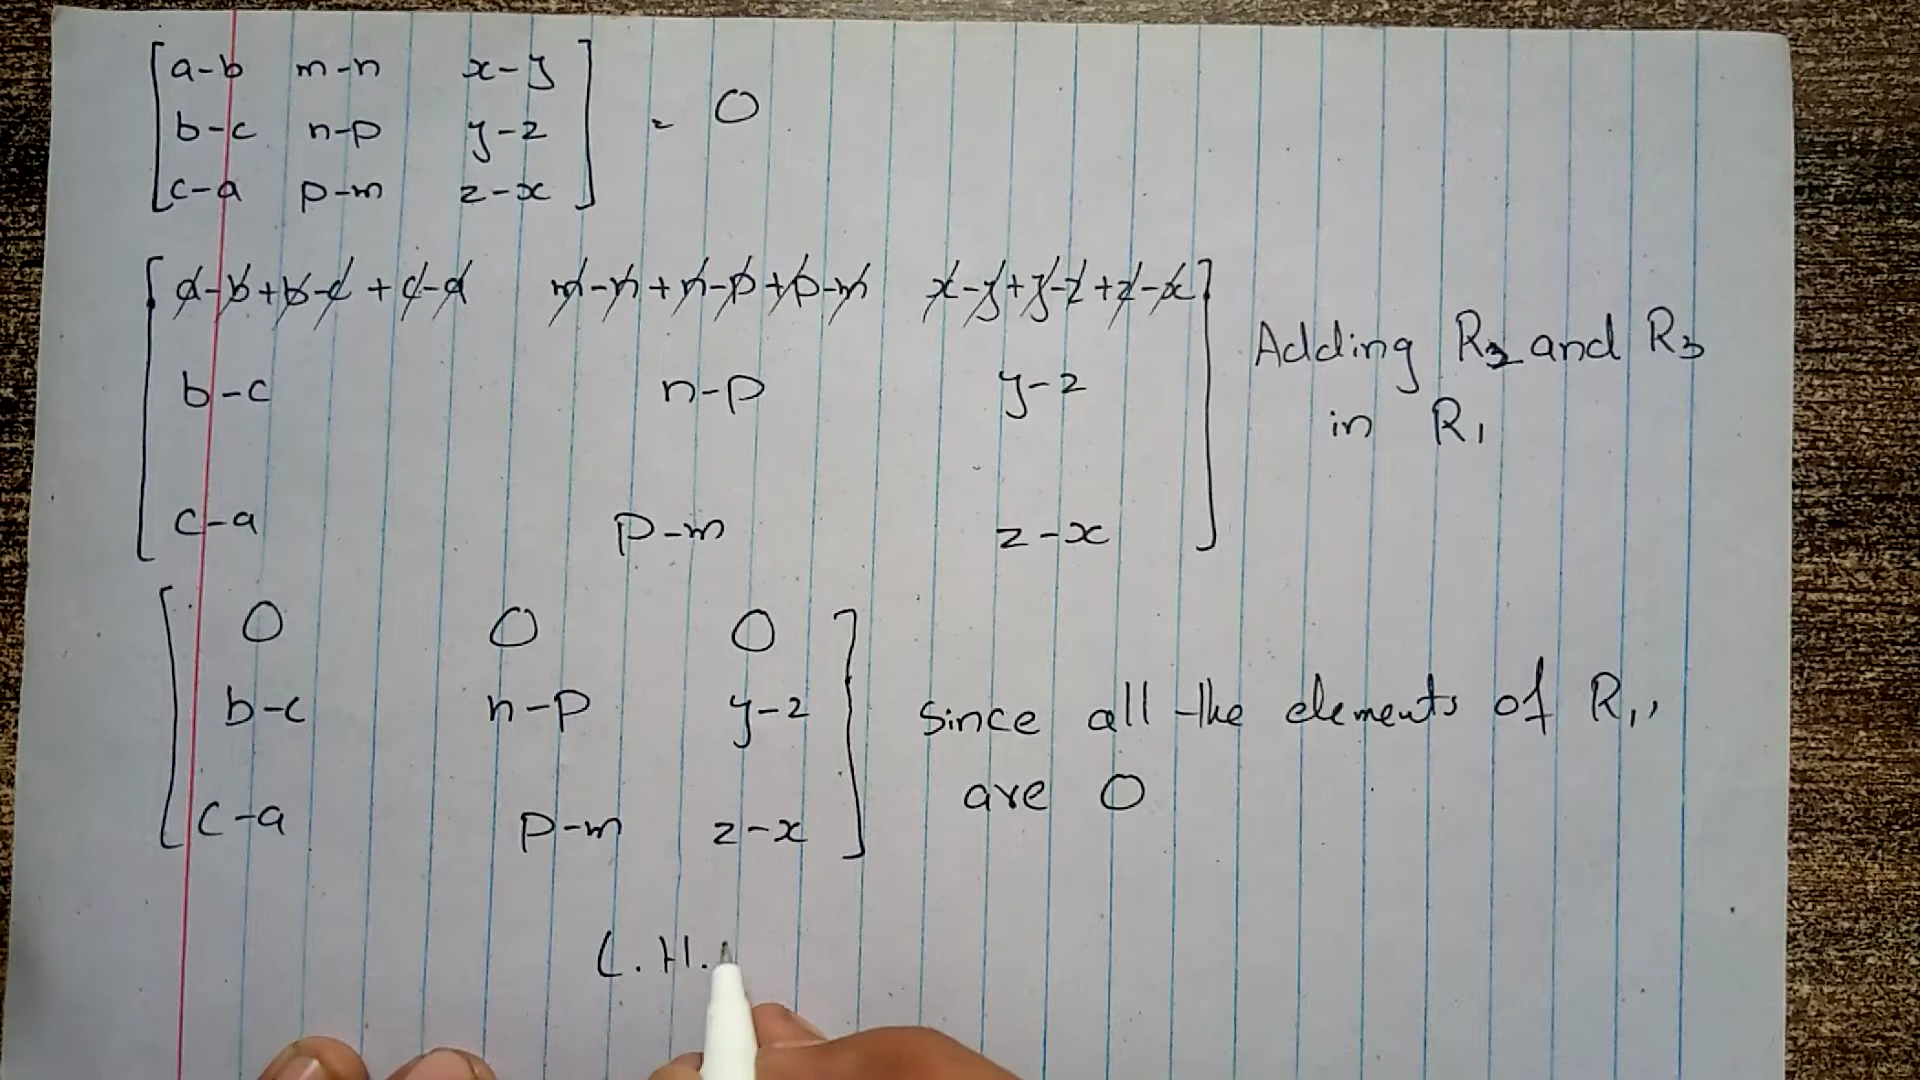 a-b m-n x-y
b-c n-p y-z = 0
c-a p-m z-x
a-b+b-c+c-a m-n+n-p+p-m x-y+y-z+z-x
Adding R2 and R3
b-c n-p y-z
in R1
c-a p-m z-x
0 0 0
b-c n-p y-z since all the elements of R1,
are 0
c-a p-m z-x
L.H.